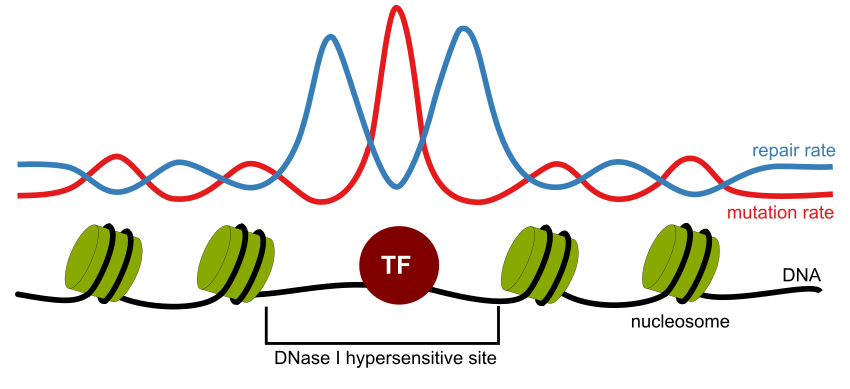 repair rate
mutation rate
TF
DNA
nucleosome
DNase I hypersensitive site